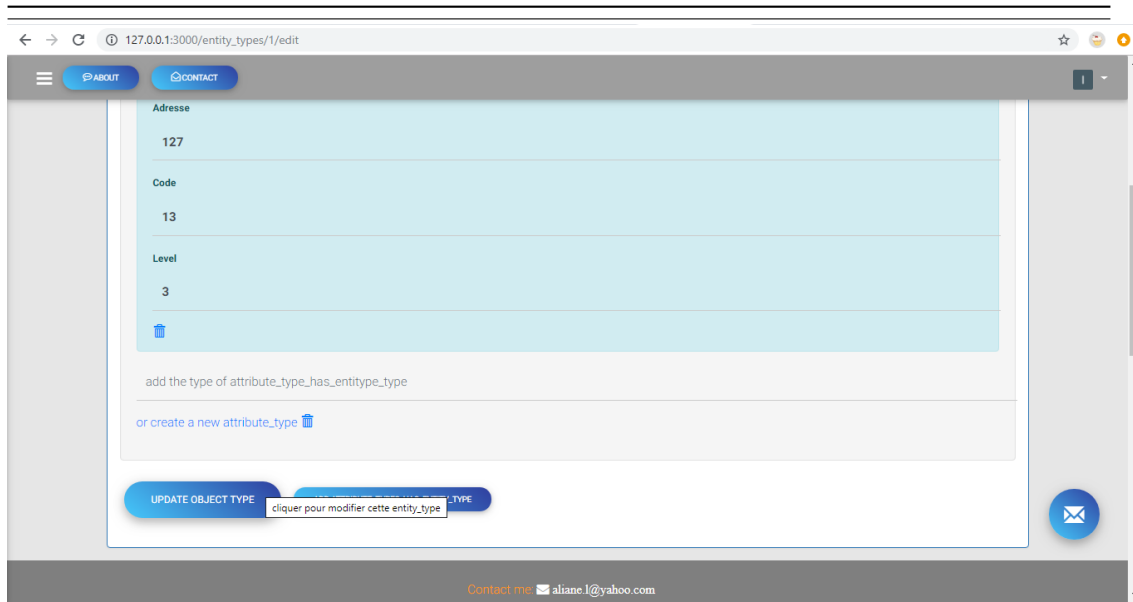 127.0.0.1:3000/entity_types/1/edit
ABOUT CONTACT
I
Adresse
127
Code
13
Level
3
add the type of attribute_type_has_entitype_type
or create a new attribute_type
UPDATE OBJECT TYPE
_TYPE
cliquer pour modifier cette entity_type
Contact me: aliane.l@yahoo.com